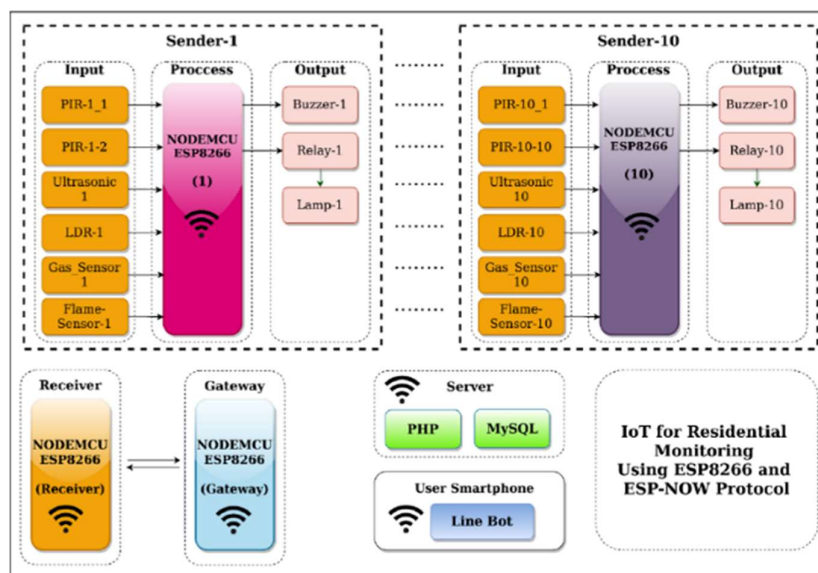 Sender-1
Input
Proccess
Output
PIR-1_1
PIR-1-2
Ultrasonic
1
LDR-1
Gas_Sensor
1
Flame-
Sensor-1
NODEMCU
ESP8266
(1)
Buzzer-1
Relay-1
Lamp-1
Sender-10
Input
Proccess
Output
PIR-10_1
PIR-10-10
Ultrasonic
10
LDR-10
Gas_Sensor
10
Flame-
Sensor-10
NODEMCU
ESP8266
(10)
Buzzer-10
Relay-10
Lamp-10
Receiver
NODEMCU
ESP8266
(Receiver)
Gateway
NODEMCU
ESP8266
(Gateway)
Server
PHP
MySQL
User Smartphone
Line Bot
IoT for Residential
Monitoring
Using ESP8266 and
ESP-NOW Protocol